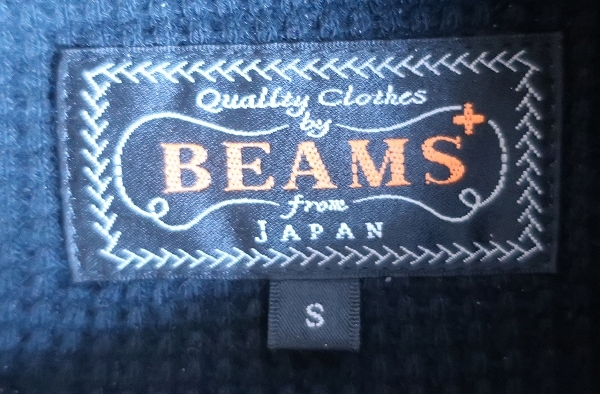 Quality Clothes
by
BEAMS+
from
JAPAN
S